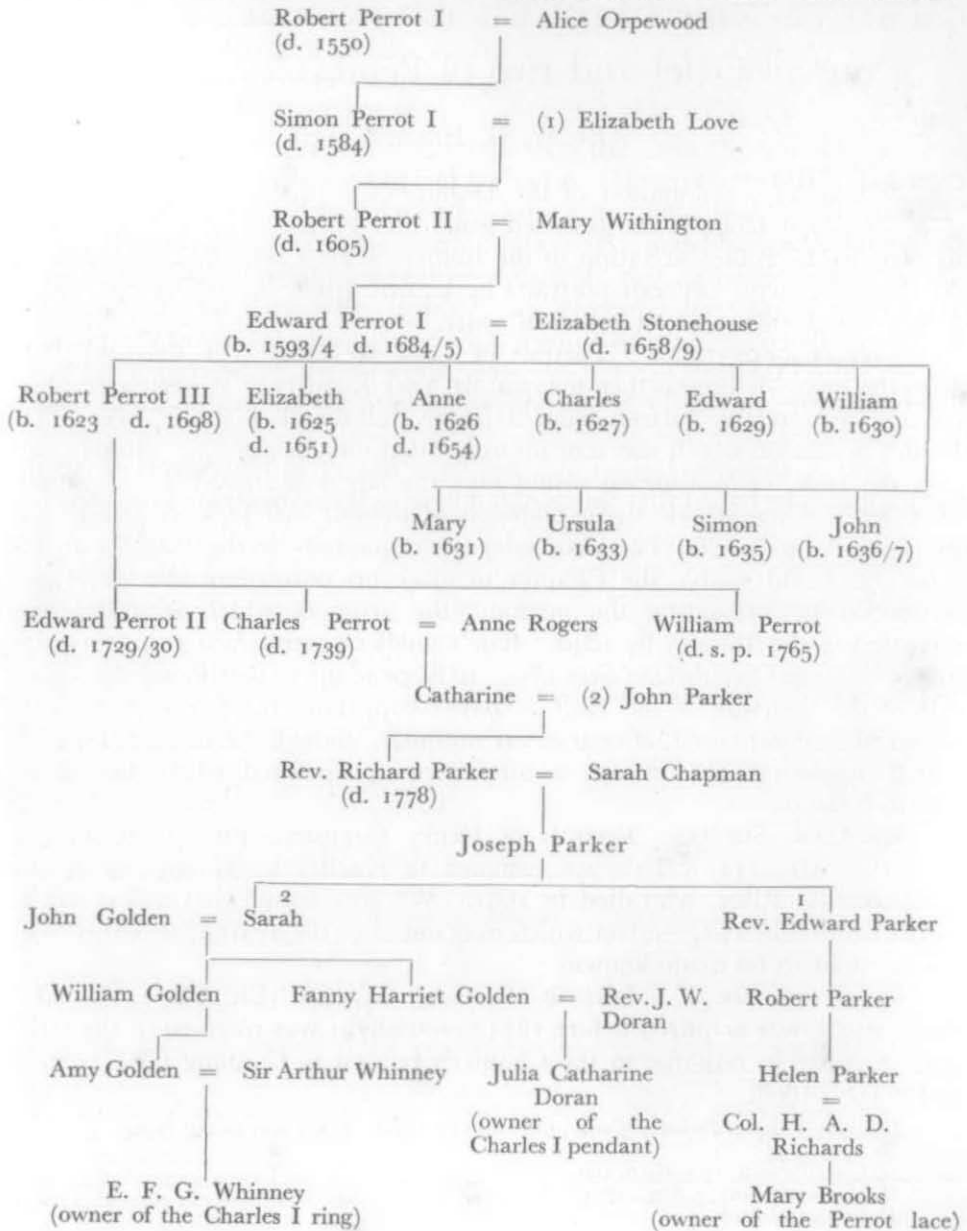 Robert Perrot I = Alice Orpewood
(d. 1550)
Simon Perrot I = (1) Elizabeth Love
(d. 1584)
Robert Perrot II = Mary Withington
(d. 1605)
Edward Perrot I = Elizabeth Stonehouse
(b. 1593/4 d. 1684/5) (d. 1658/9)
Robert Perrot III Elizabeth Anne Charles Edward William
(b. 1623 d. 1698) (b. 1625 (b. 1626 (b. 1627) (b. 1629) (b. 1630)
d. 1651) d. 1654)
Mary Ursula Simon John
(b. 1631) (b. 1633) (b. 1635) (b. 1636/7)
Edward Perrot II Charles Perrot = Anne Rogers William Perrot
(d. 1729/30) (d. 1739) (d. s. p. 1765)
Catharine = (2) John Parker
Rev. Richard Parker = Sarah Chapman
(d. 1778)
Joseph Parker
2 1
John Golden = Sarah Rev. Edward Parker
William Golden Fanny Harriet Golden = Rev. J. W. Robert Parker
Doran
Amy Golden = Sir Arthur Whinney Julia Catharine Helen Parker
Doran =
(owner of the Col. H. A. D.
Charles I pendant) Richards
E. F. G. Whinney Mary Brooks
(owner of the Charles I ring) (owner of the Perrot lace)